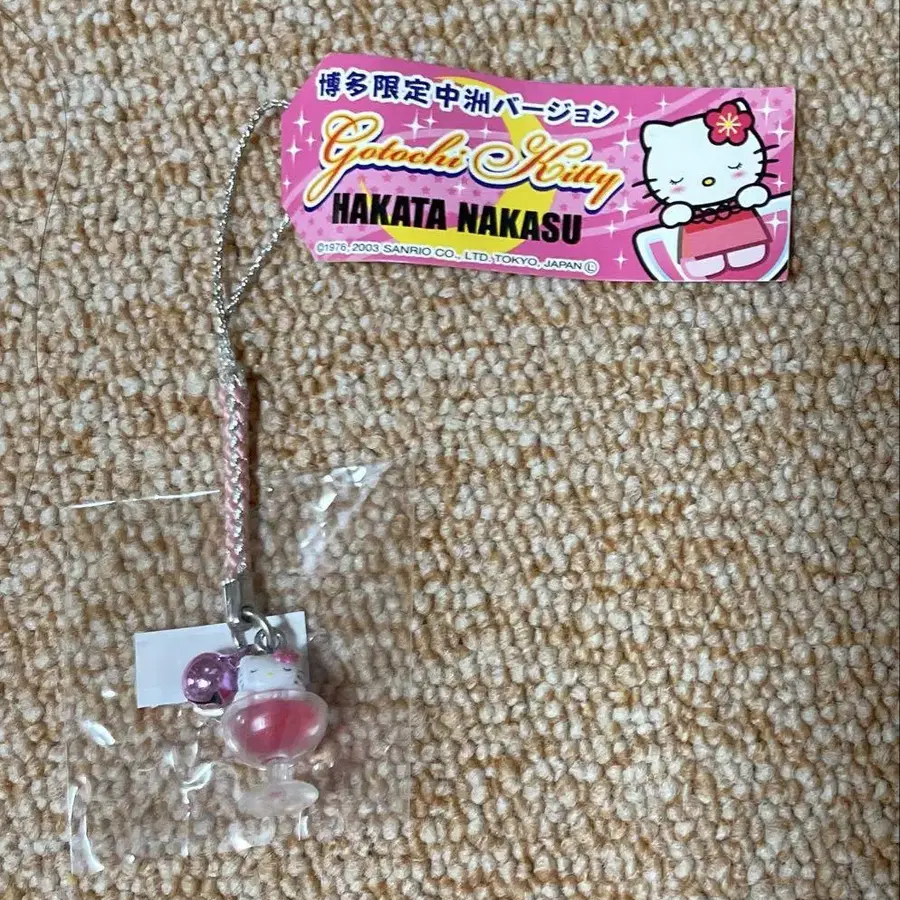 博多限定中洲バージョン
Gotochi Kitty
HAKATA NAKASU
©1976, 2003 SANRIO CO., LTD. TOKYO, JAPAN Ⓛ